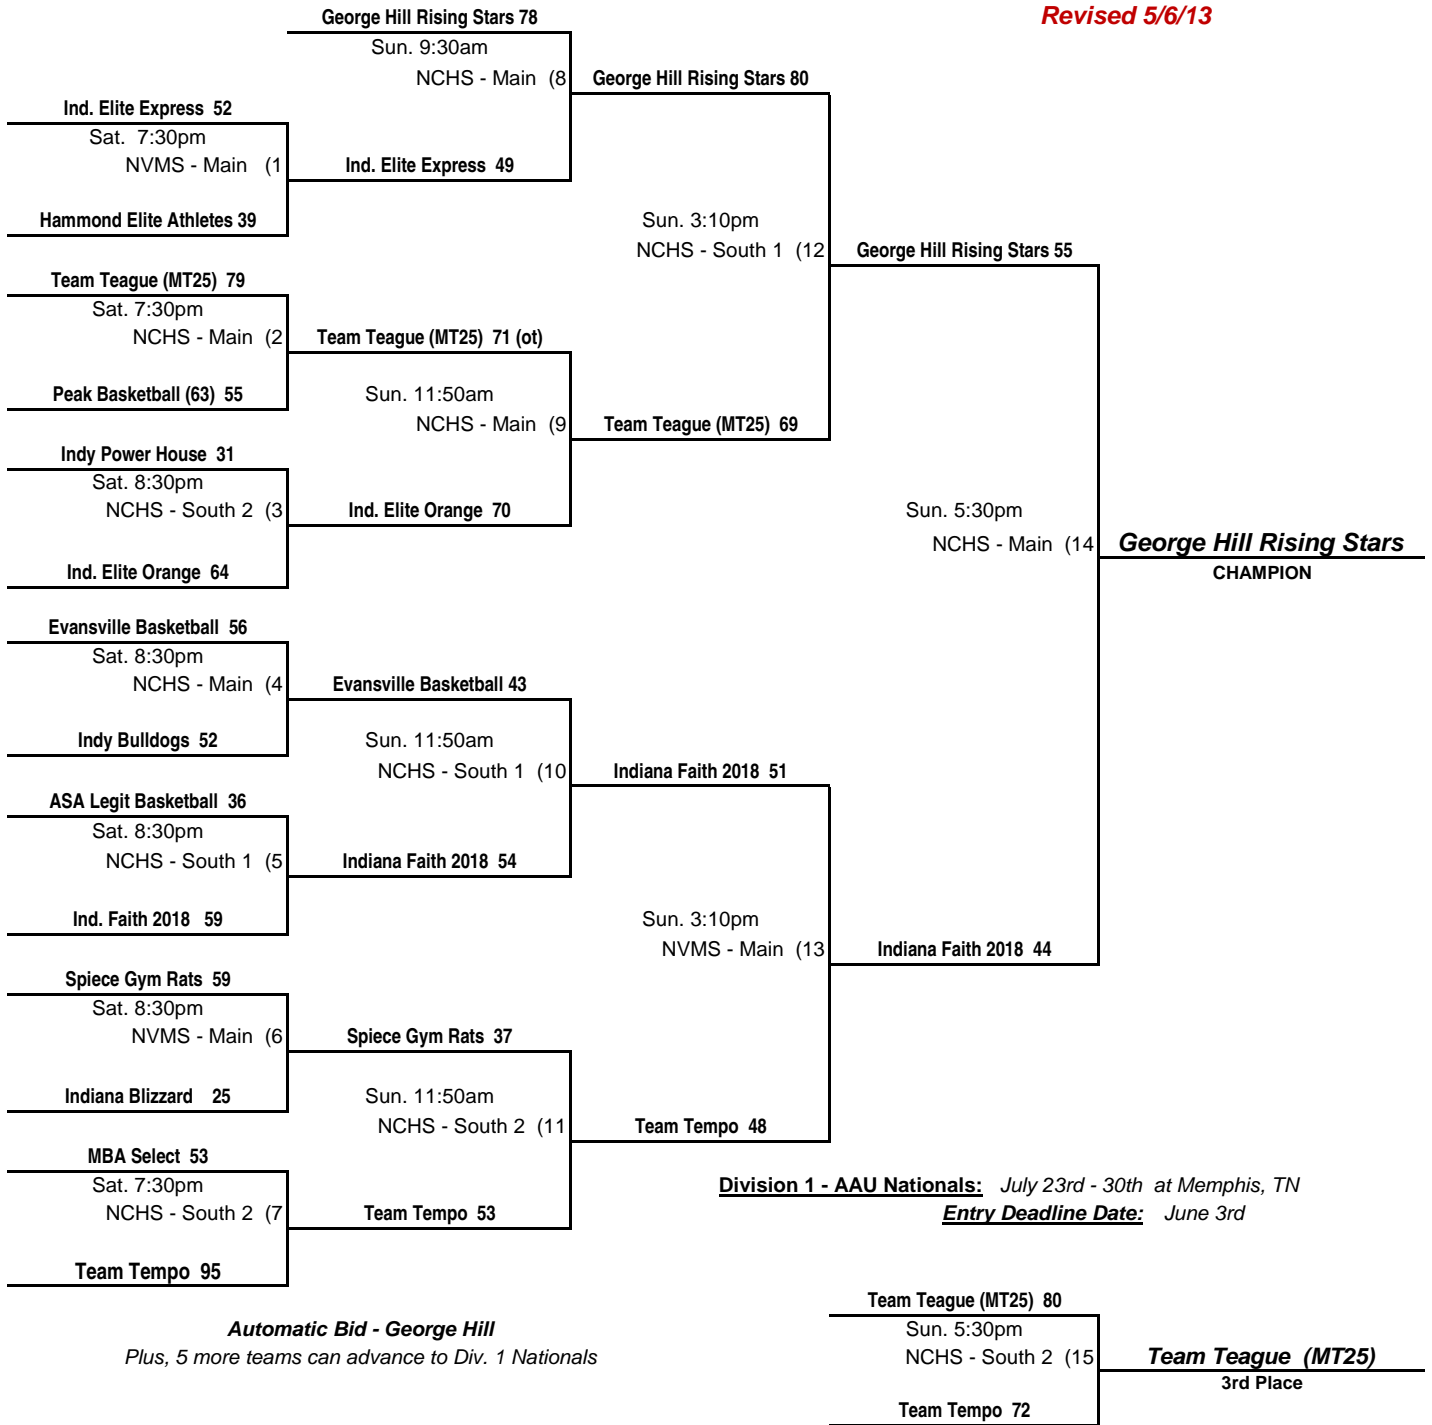 George Hill Rising Stars 78
Revised 5/6/13
Sun. 9:30am
NCHS - Main (8
George Hill Rising Stars 80
Ind. Elite Express 52
Sat. 7:30pm
NVMS - Main (1
Ind. Elite Express 49
Hammond Elite Athletes 39
Sun. 3:10pm
NCHS - South 1 (12
George Hill Rising Stars 55
Team Teague (MT25) 79
Sat. 7:30pm
NCHS - Main (2
Team Teague (MT25) 71 (ot)
Peak Basketball (63) 55
Sun. 11:50am
NCHS - Main (9
Team Teague (MT25) 69
Indy Power House 31
Sat. 8:30pm
NCHS - South 2 (3
Ind. Elite Orange 70
Sun. 5:30pm
NCHS - Main (14
George Hill Rising Stars
CHAMPION
Ind. Elite Orange 64
Evansville Basketball 56
Sat. 8:30pm
NCHS - Main (4
Evansville Basketball 43
Indy Bulldogs 52
Sun. 11:50am
NCHS - South 1 (10
Indiana Faith 2018 51
ASA Legit Basketball 36
Sat. 8:30pm
NCHS - South 1 (5
Indiana Faith 2018 54
Ind. Faith 2018 59
Sun. 3:10pm
NVMS - Main (13
Indiana Faith 2018 44
Spiece Gym Rats 59
Sat. 8:30pm
NVMS - Main (6
Spiece Gym Rats 37
Indiana Blizzard 25
Sun. 11:50am
NCHS - South 2 (11
Team Tempo 48
MBA Select 53
Sat. 7:30pm
NCHS - South 2 (7
Team Tempo 53
Division 1 - AAU Nationals: July 23rd - 30th at Memphis, TN
Entry Deadline Date: June 3rd
Team Tempo 95
Team Teague (MT25) 80
Automatic Bid - George Hill
Plus, 5 more teams can advance to Div. 1 Nationals
Sun. 5:30pm
NCHS - South 2 (15
Team Teague (MT25)
3rd Place
Team Tempo 72